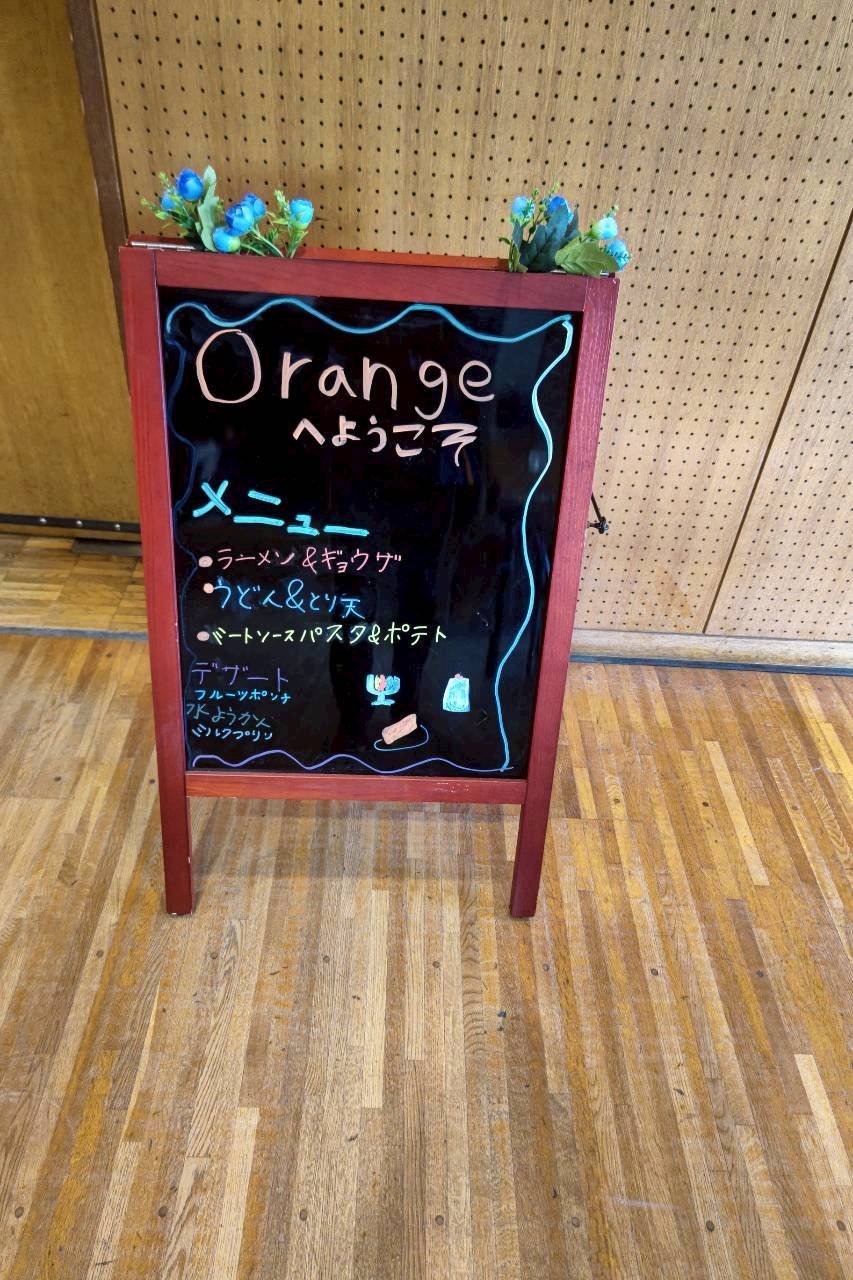 Orange
へようこそ
メニュー
•ラーメン&ギョウザ
•うどん&とり天
•ミートソースパスタ&ポテト
デザート
フルーツポンチ
水ようかん
ミルクプリン